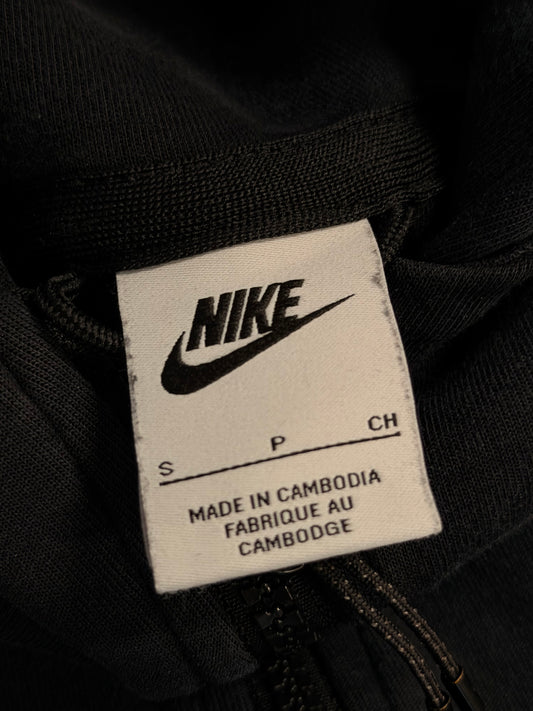 NIKE
S P CH
MADE IN CAMBODIA
FABRIQUE AU
CAMBODGE